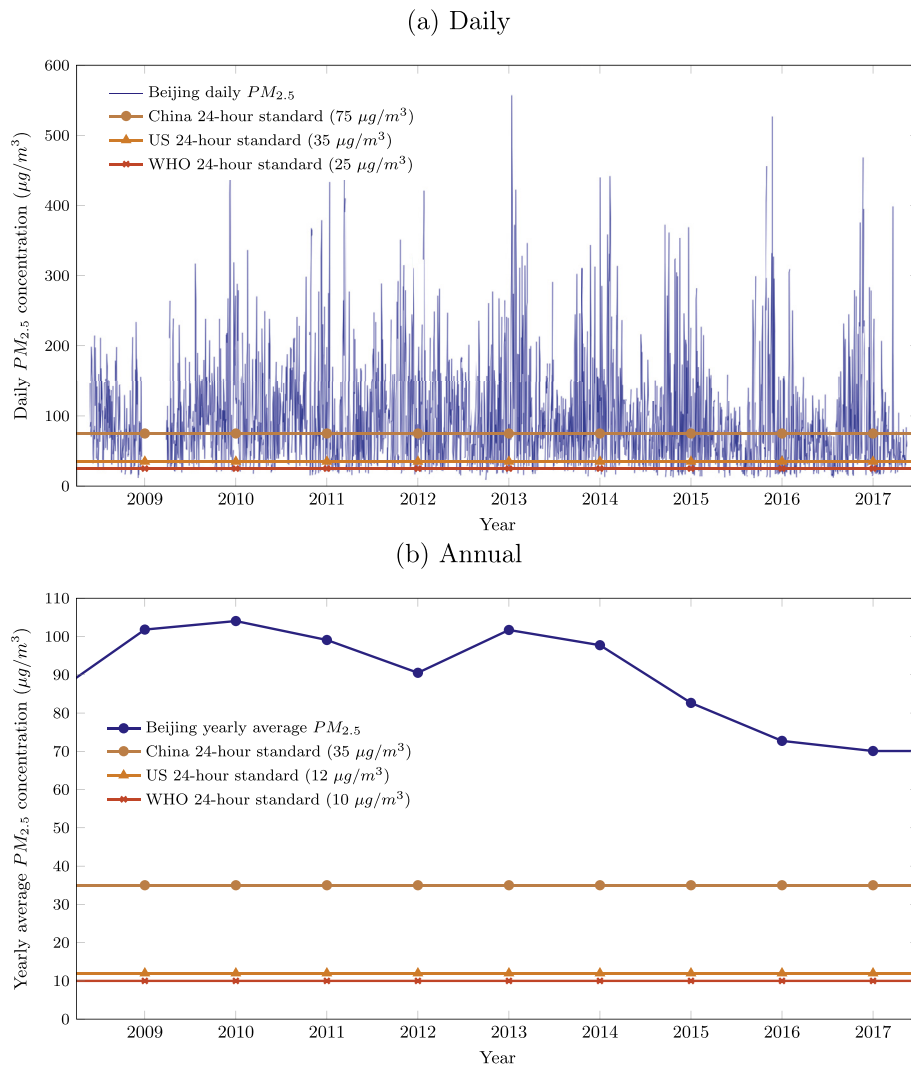 (a) Daily
600
500
400
300
200
100
0
Daily PM2.5 concentration (μg/m3)
Beijing daily PM2.5
China 24-hour standard (75 μg/m3)
US 24-hour standard (35 μg/m3)
WHO 24-hour standard (25 μg/m3)
2009 2010 2011 2012 2013 2014 2015 2016 2017
Year
(b) Annual
110
100
90
80
70
60
50
40
30
20
10
0
Yearly average PM2.5 concentration (μg/m3)
Beijing yearly average PM2.5
China 24-hour standard (35 μg/m3)
US 24-hour standard (12 μg/m3)
WHO 24-hour standard (10 μg/m3)
2009 2010 2011 2012 2013 2014 2015 2016 2017
Year